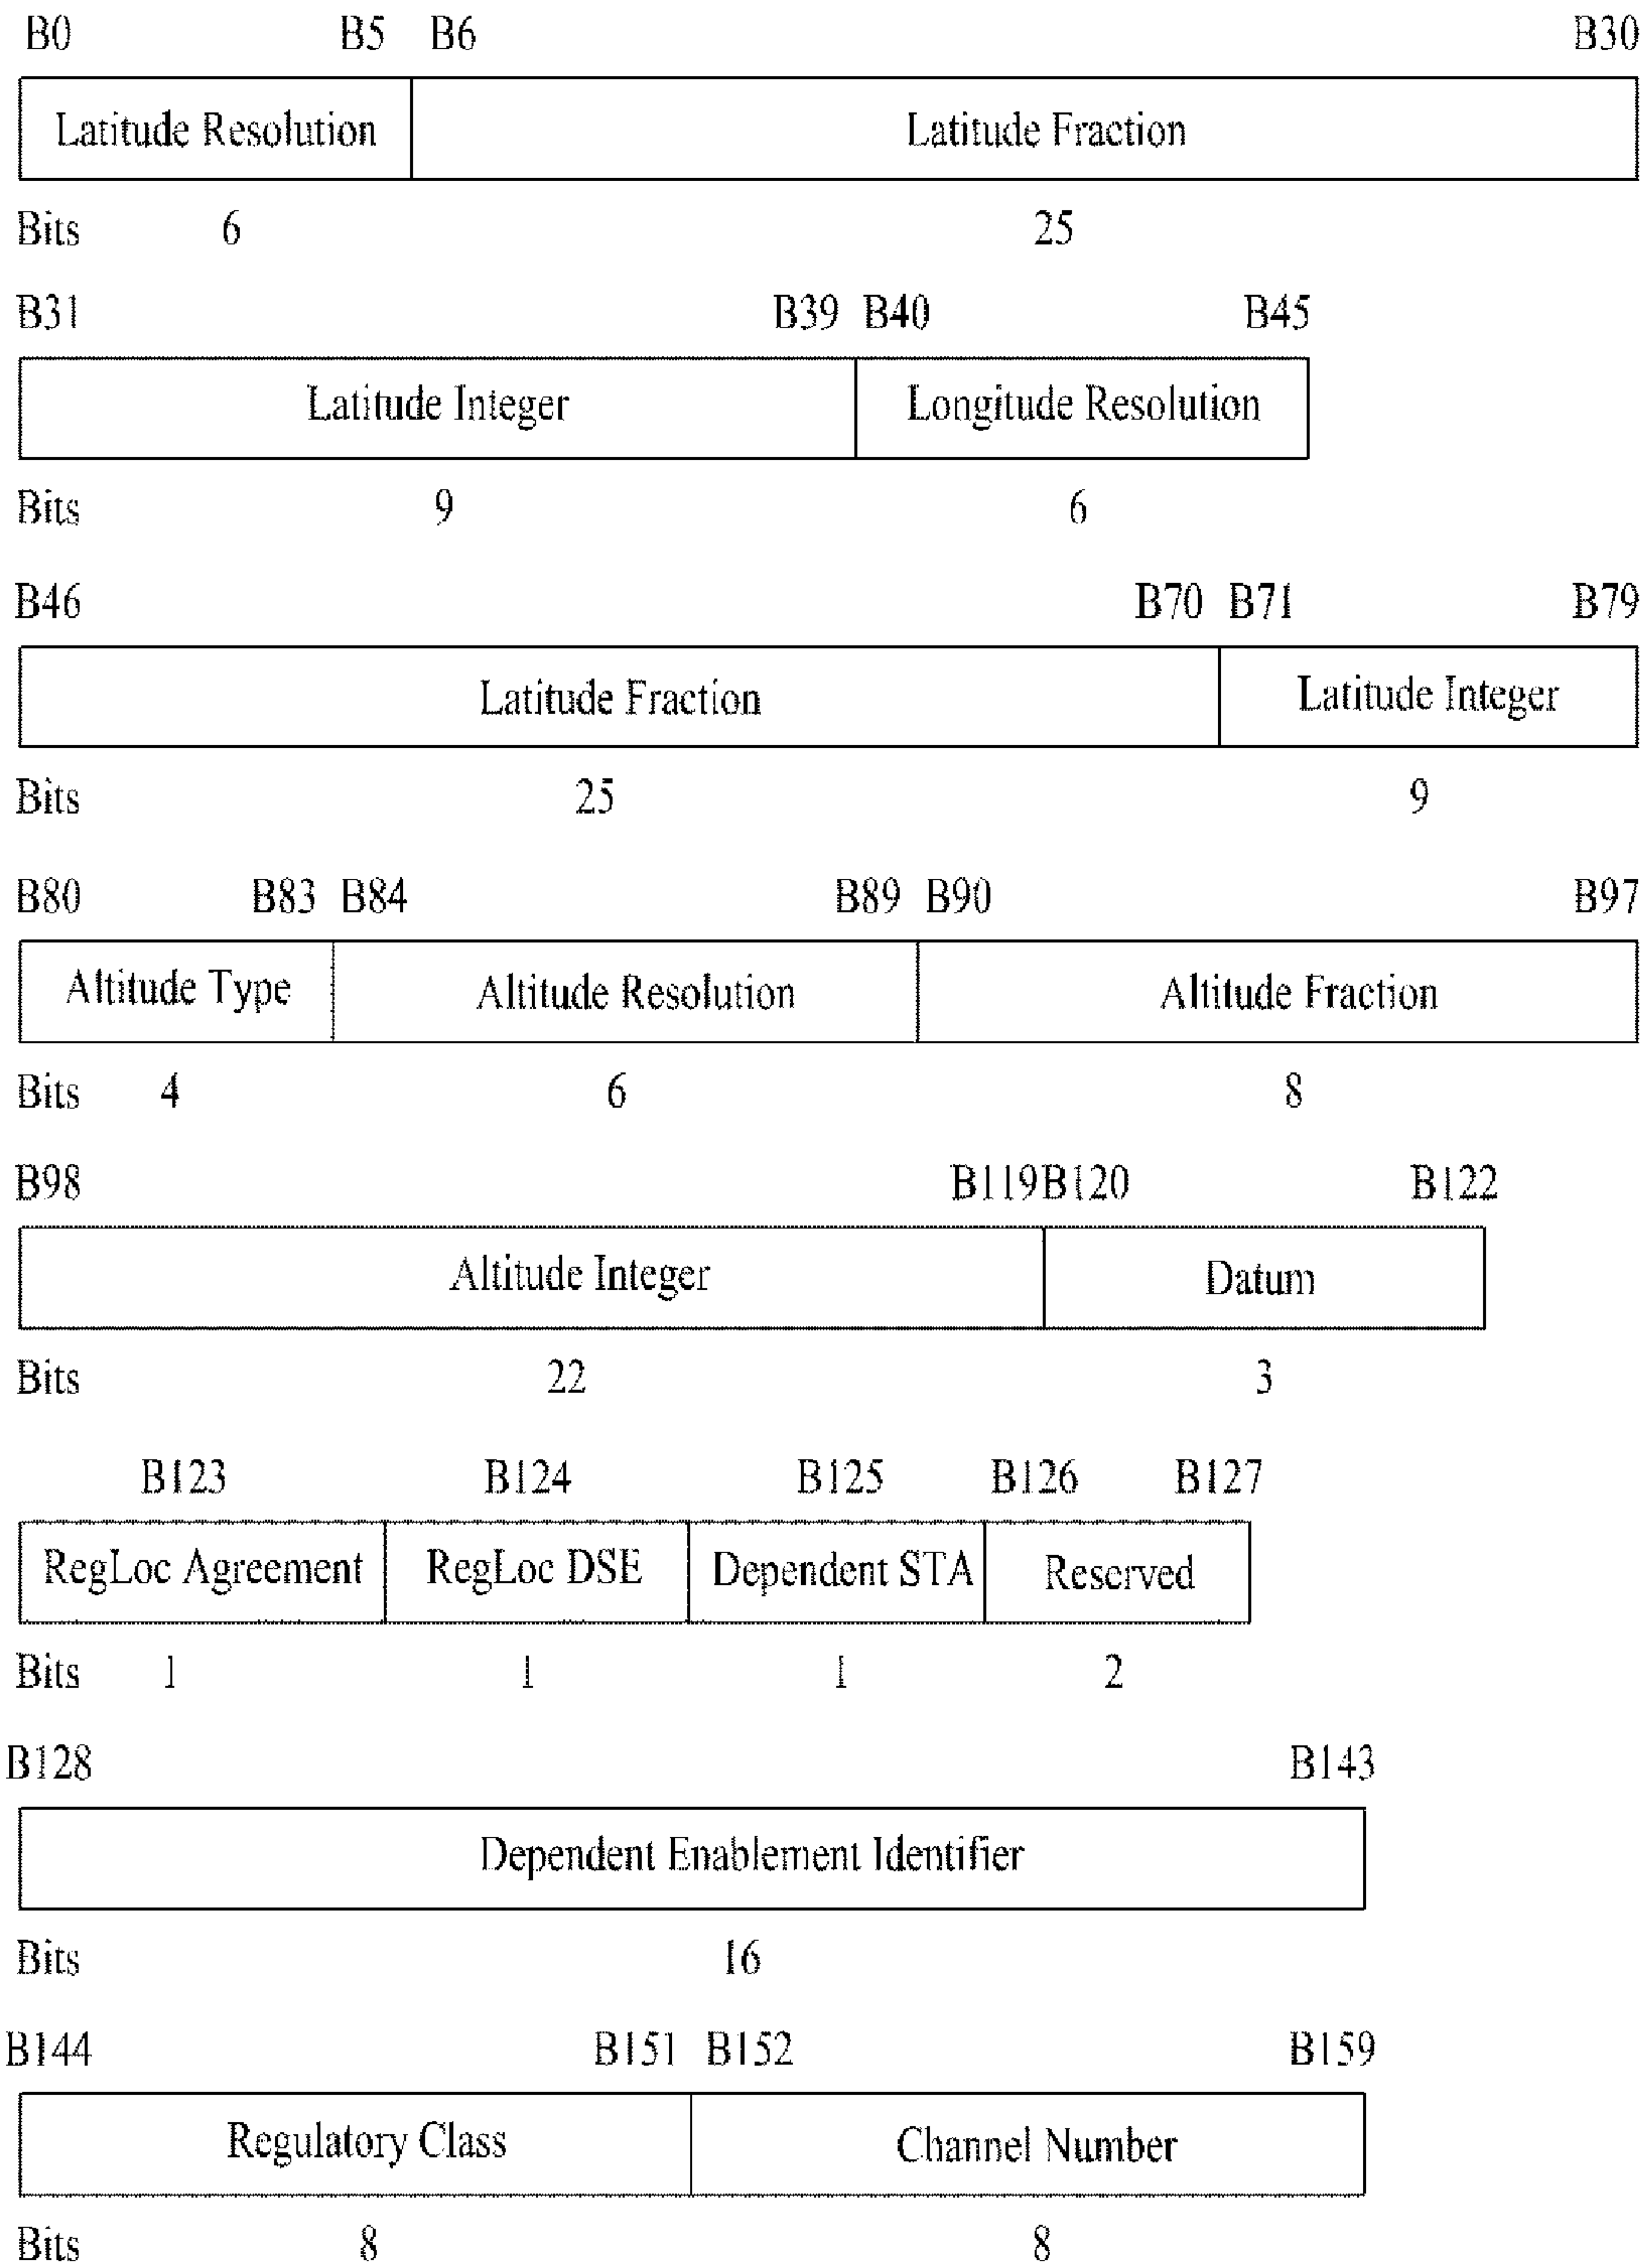 B0 B5 B6 B30
Latitude Resolution Latitude Fraction
Bits 6 25
B31 B39 B40 B45
Latitude Integer Longitude Resolution
Bits 9 6
B46 B70 B71 B79
Latitude Fraction Latitude Integer
Bits 25 9
B80 B83 B84 B89 B90 B97
Altitude Type Altitude Resolution Altitude Fraction
Bits 4 6 8
B98 B119 B120 B122
Altitude Integer Datum
Bits 22 3
B123 B124 B125 B126 B127
RegLoc Agreement RegLoc DSE Dependent STA Reserved
Bits 1 1 1 2
B128 B143
Dependent Enablement Identifier
Bits 16
B144 B151 B152 B159
Regulatory Class Channel Number
Bits 8 8